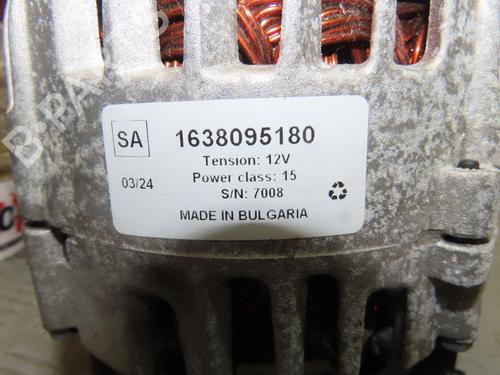 SA
1638095180
Tension: 12V
03/24
Power class: 15
S/N: 7008
MADE IN BULGARIA